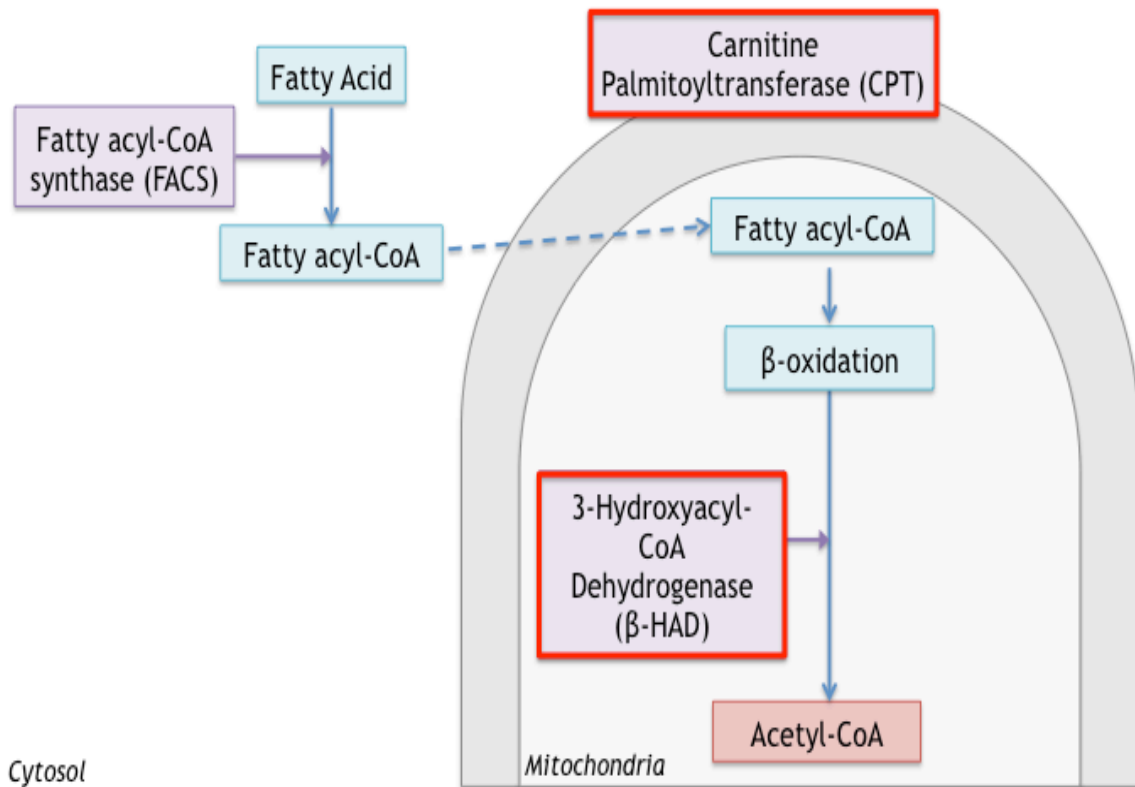 Carnitine
Palmitoyltransferase (CPT)
Fatty Acid
Fatty acyl-CoA
synthase (FACS)
Fatty acyl-CoA
Fatty acyl-CoA
β-oxidation
3-Hydroxyacyl-
CoA
Dehydrogenase
(β-HAD)
Acetyl-CoA
Cytosol
Mitochondria